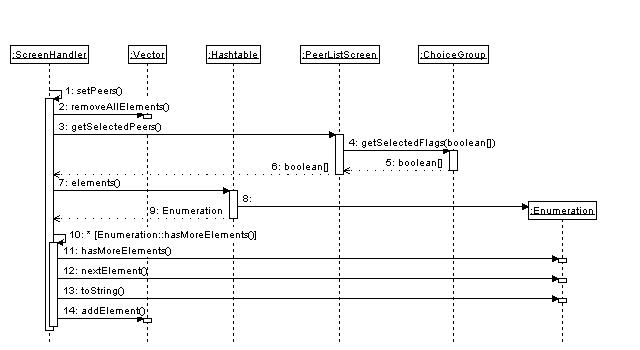 :ScreenHandler :Vector :Hashtable :PeerListScreen :ChoiceGroup
1: setPeers()
2: removeAllElements()
3: getSelectedPeers()
4: getSelectedFlags(boolean[])
5: boolean[]
6: boolean[]
7: elements()
8:
9: Enumeration
:Enumeration
10: * [Enumeration::hasMoreElements()]
11: hasMoreElements()
12: nextElement()
13: toString()
14: addElement()